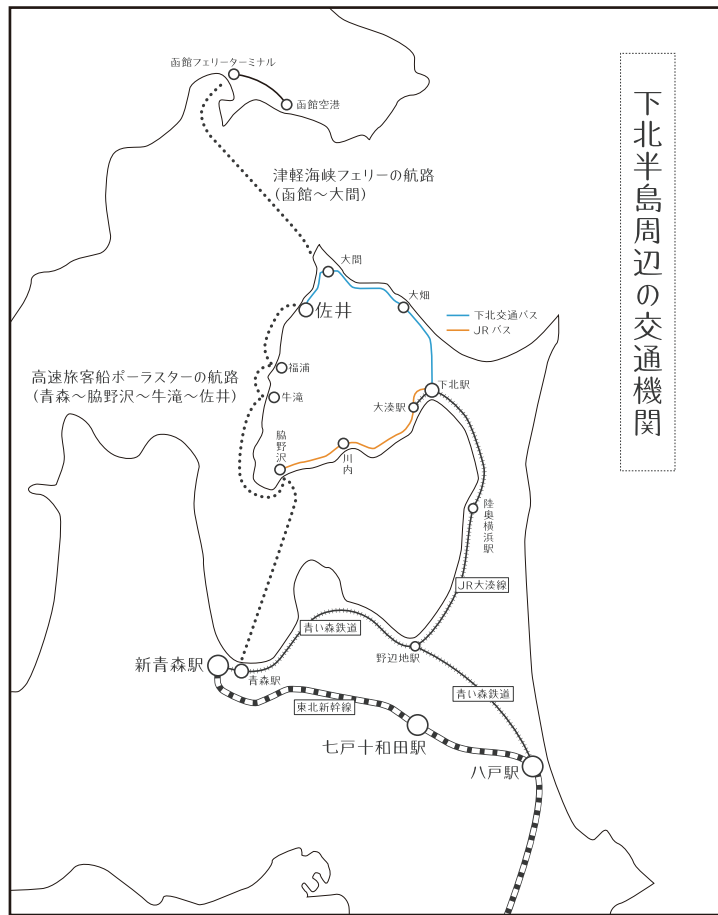 下北半島周辺の交通機関
函館フェリーターミナル
函館空港
津軽海峡フェリーの航路
(函館～大間)
大間
大畑
佐井
下北交通バス
JRバス
福浦
高速旅客船ポーラスターの航路
(青森～脇野沢～牛滝～佐井)
牛滝
下北駅
大湊駅
脇野沢
川内
陸奥横浜駅
JR大湊線
青い森鉄道
野辺地駅
新青森駅
青森駅
青い森鉄道
東北新幹線
七戸十和田駅
八戸駅